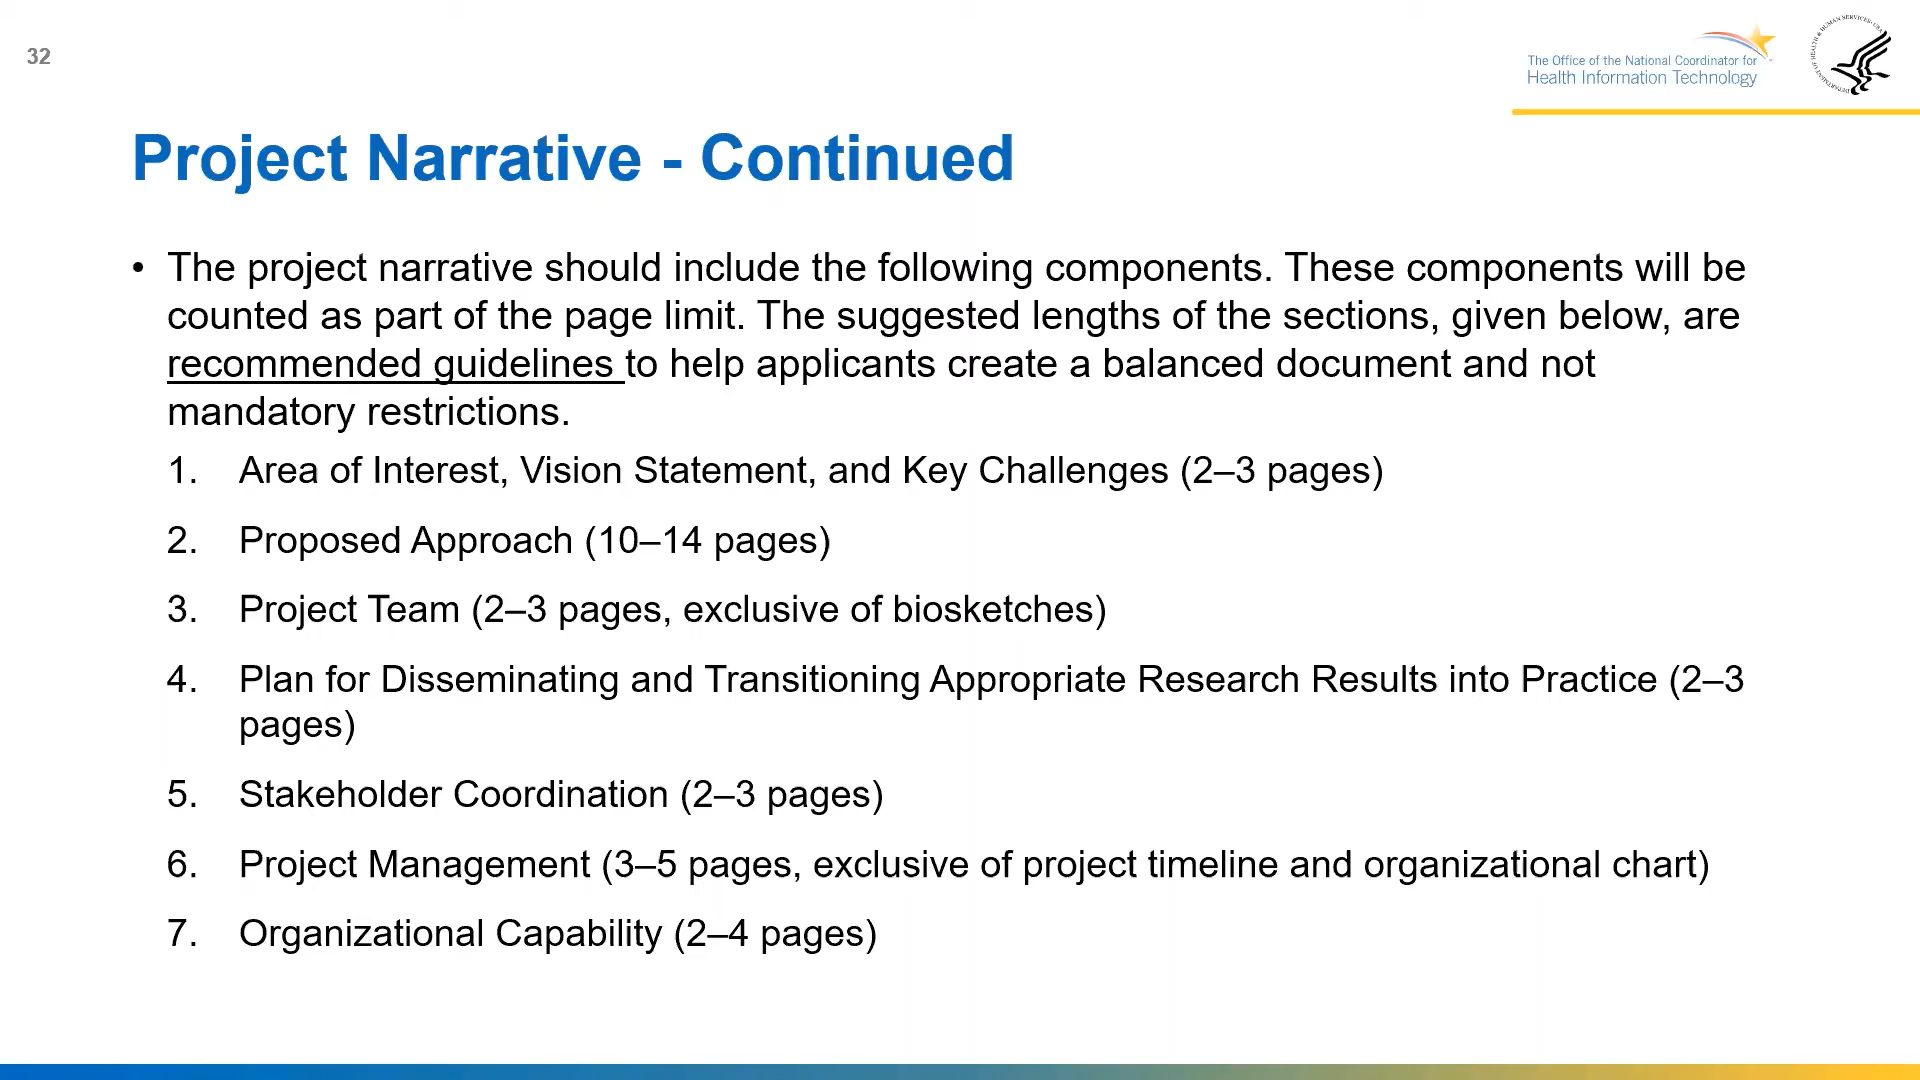 32
The Office of the National Coordinator for
Health Information Technology
DEPARTMENT OF HEALTH & HUMAN SERVICES · USA
Project Narrative - Continued
• The project narrative should include the following components. These components will be
counted as part of the page limit. The suggested lengths of the sections, given below, are
recommended guidelines to help applicants create a balanced document and not
mandatory restrictions.
1. Area of Interest, Vision Statement, and Key Challenges (2–3 pages)
2. Proposed Approach (10–14 pages)
3. Project Team (2–3 pages, exclusive of biosketches)
4. Plan for Disseminating and Transitioning Appropriate Research Results into Practice (2–3
pages)
5. Stakeholder Coordination (2–3 pages)
6. Project Management (3–5 pages, exclusive of project timeline and organizational chart)
7. Organizational Capability (2–4 pages)